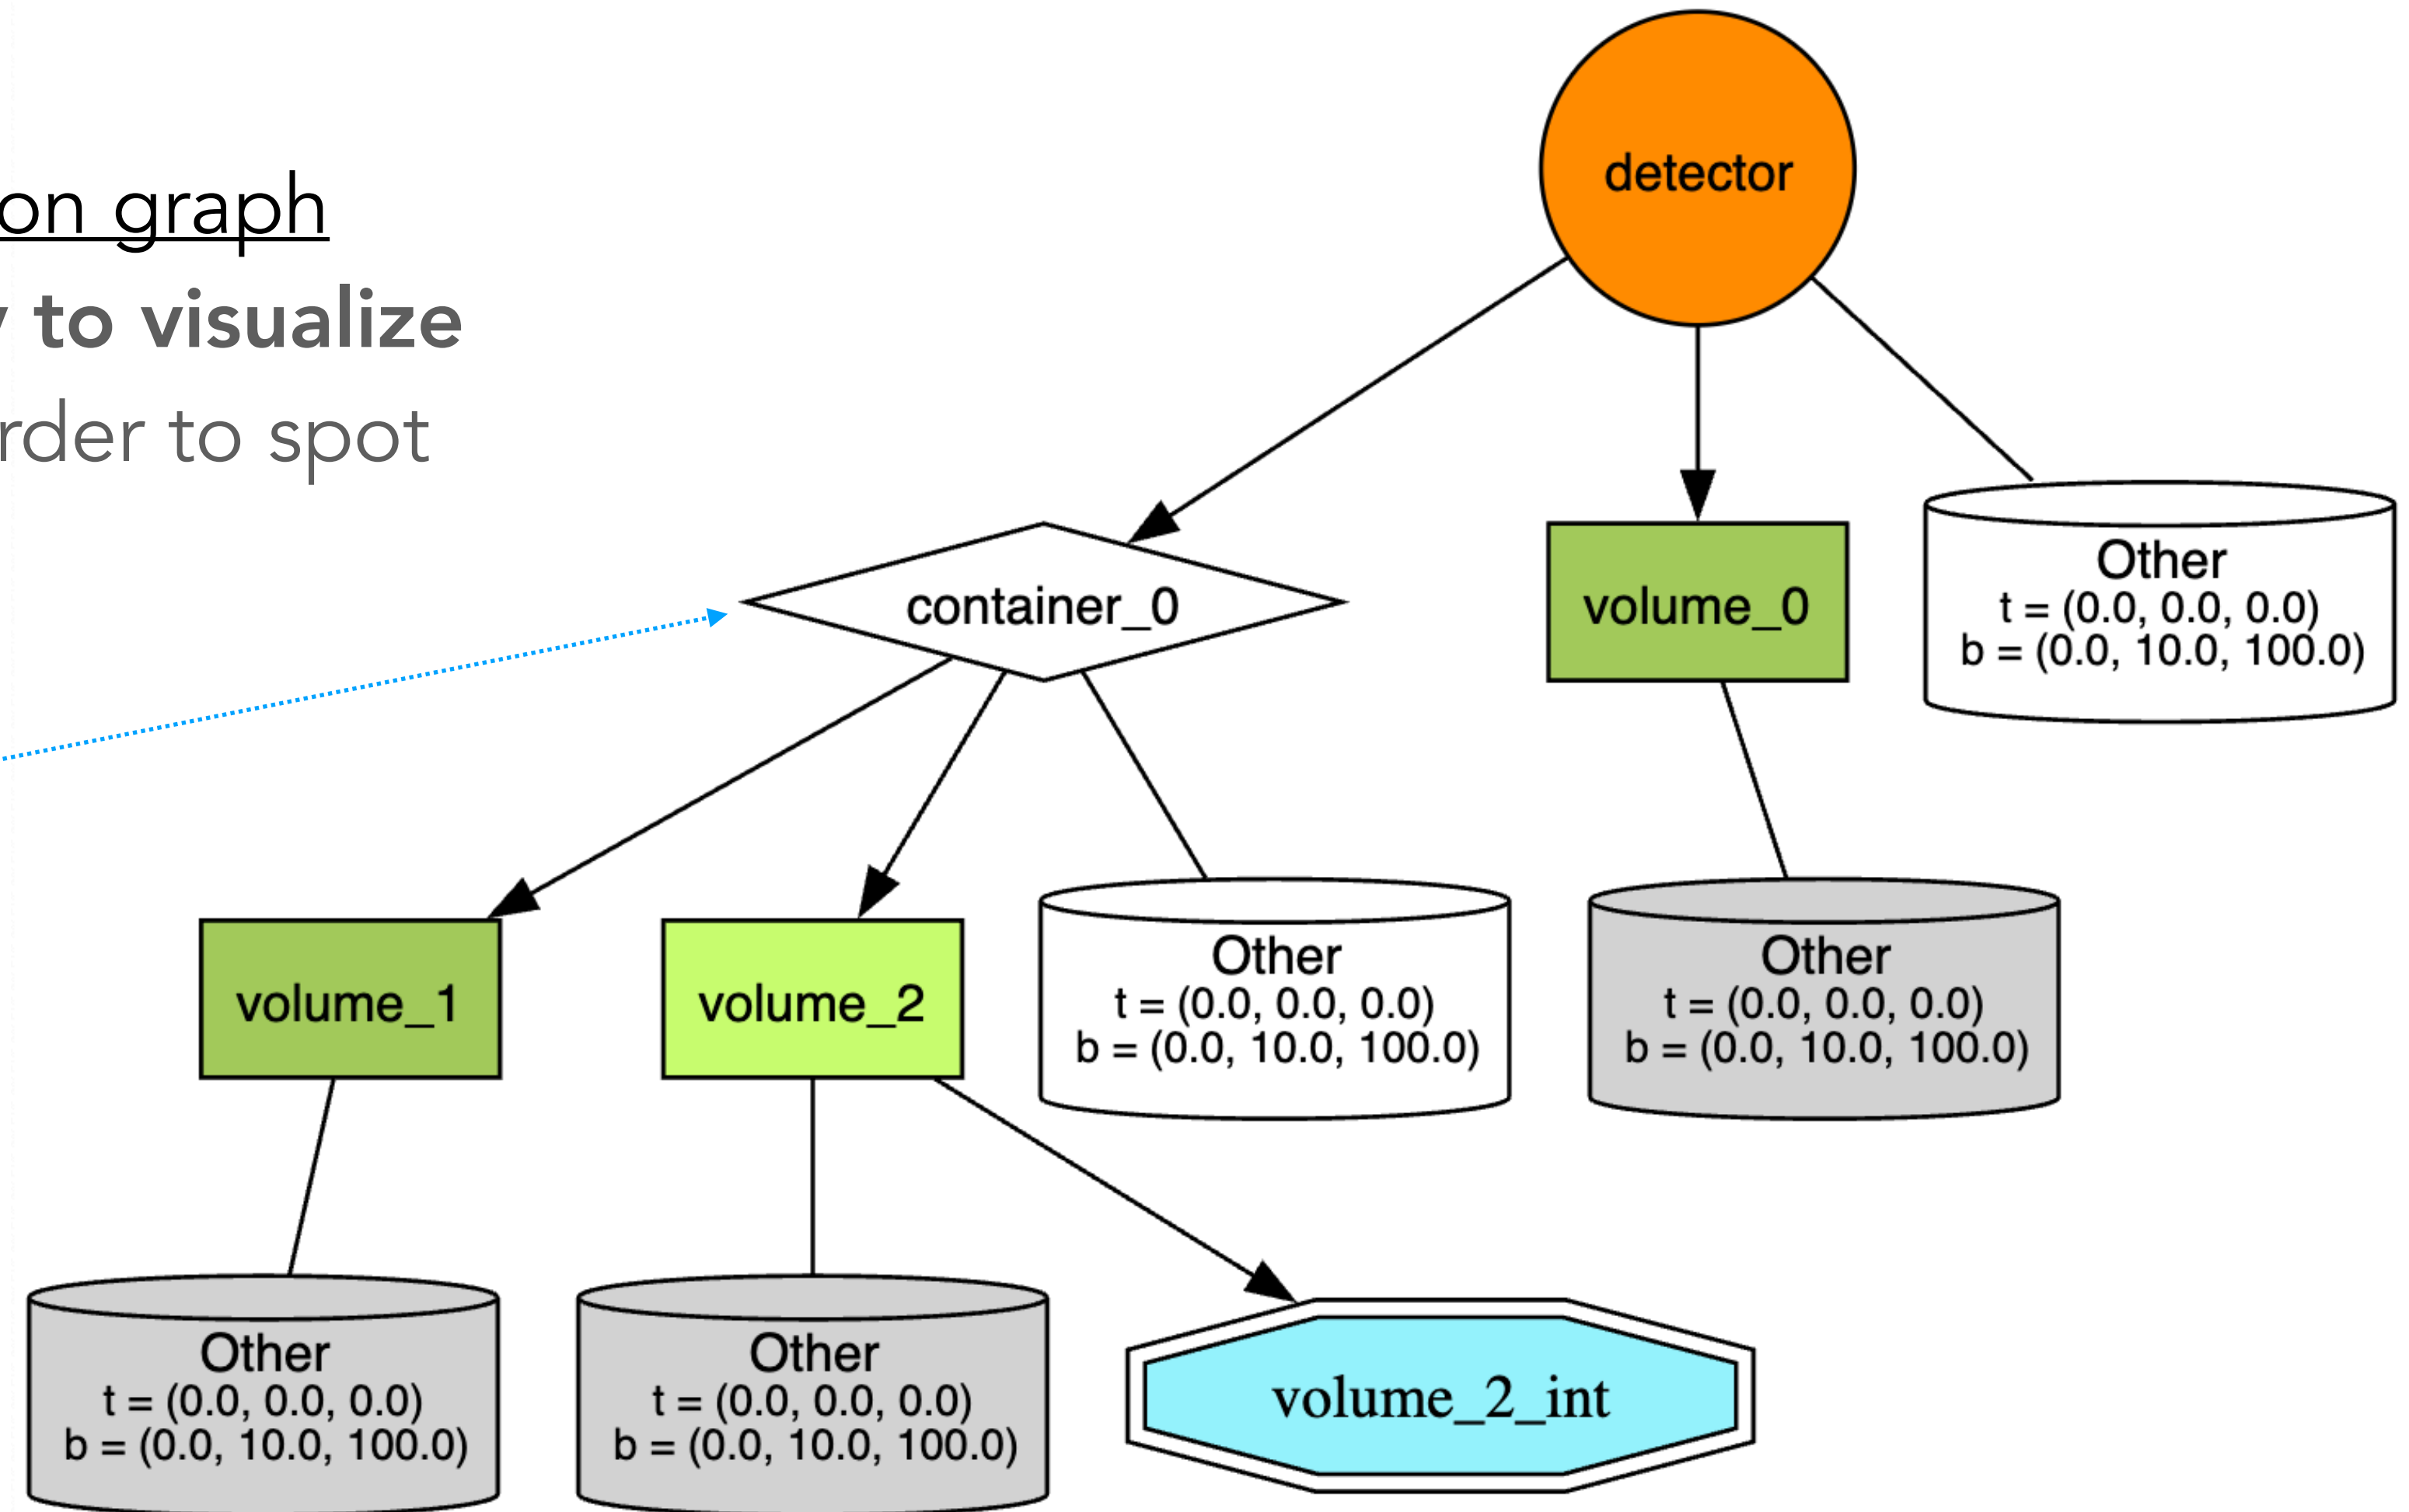 on graph
to visualize
rder to spot
detector
container_0
volume_0
Other
t = (0.0, 0.0, 0.0)
b = (0.0, 10.0, 100.0)
volume_1
volume_2
Other
t = (0.0, 0.0, 0.0)
b = (0.0, 10.0, 100.0)
Other
t = (0.0, 0.0, 0.0)
b = (0.0, 10.0, 100.0)
Other
t = (0.0, 0.0, 0.0)
b = (0.0, 10.0, 100.0)
Other
t = (0.0, 0.0, 0.0)
b = (0.0, 10.0, 100.0)
volume_2_int